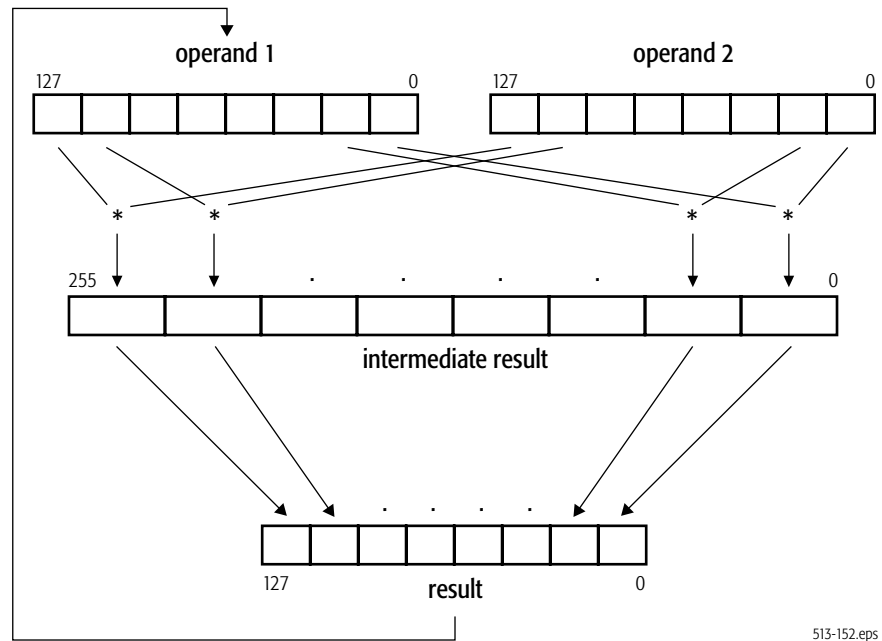 operand 1
operand 2
127 0 127 0
* * * *
255 . . . . 0
intermediate result
. . . .
127 result 0
513-152.eps